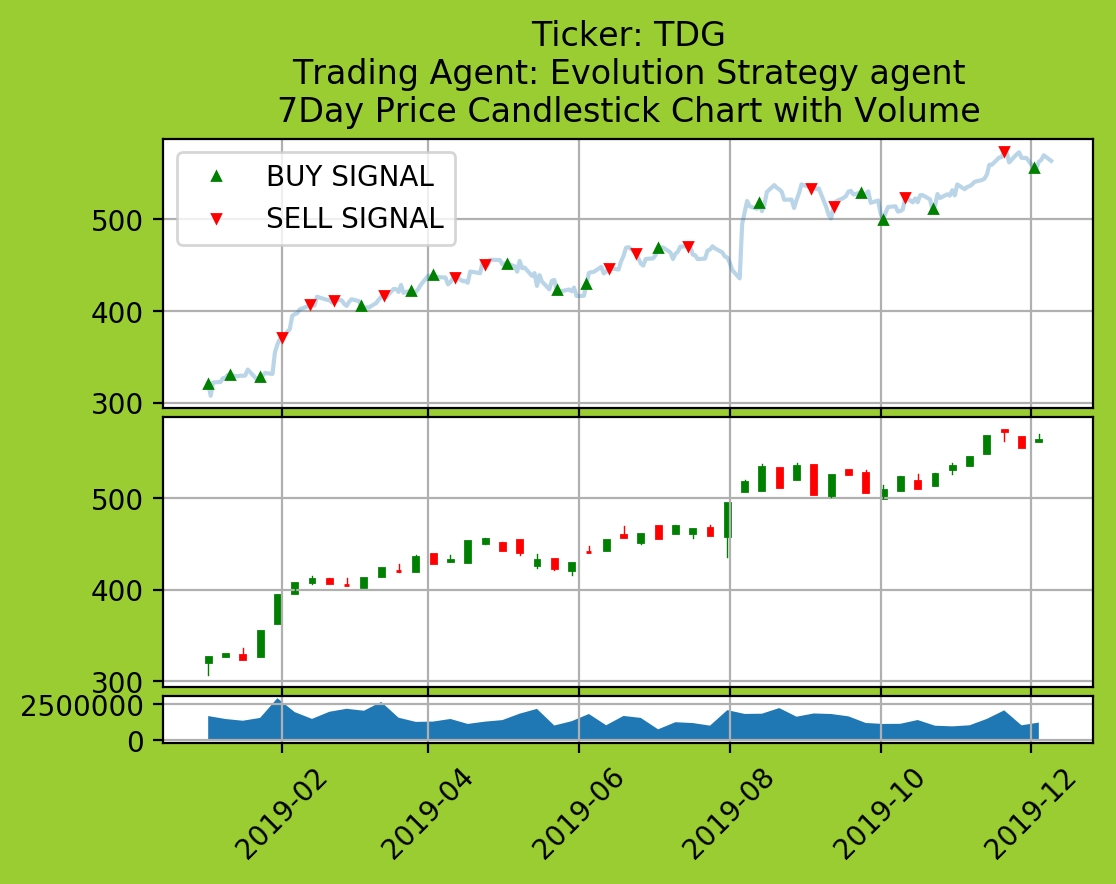 Ticker: TDG
Trading Agent: Evolution Strategy agent
7Day Price Candlestick Chart with Volume
BUY SIGNAL
SELL SIGNAL
500
400
300
500
400
300
2500000
0
2019-02
2019-04
2019-06
2019-08
2019-10
2019-12